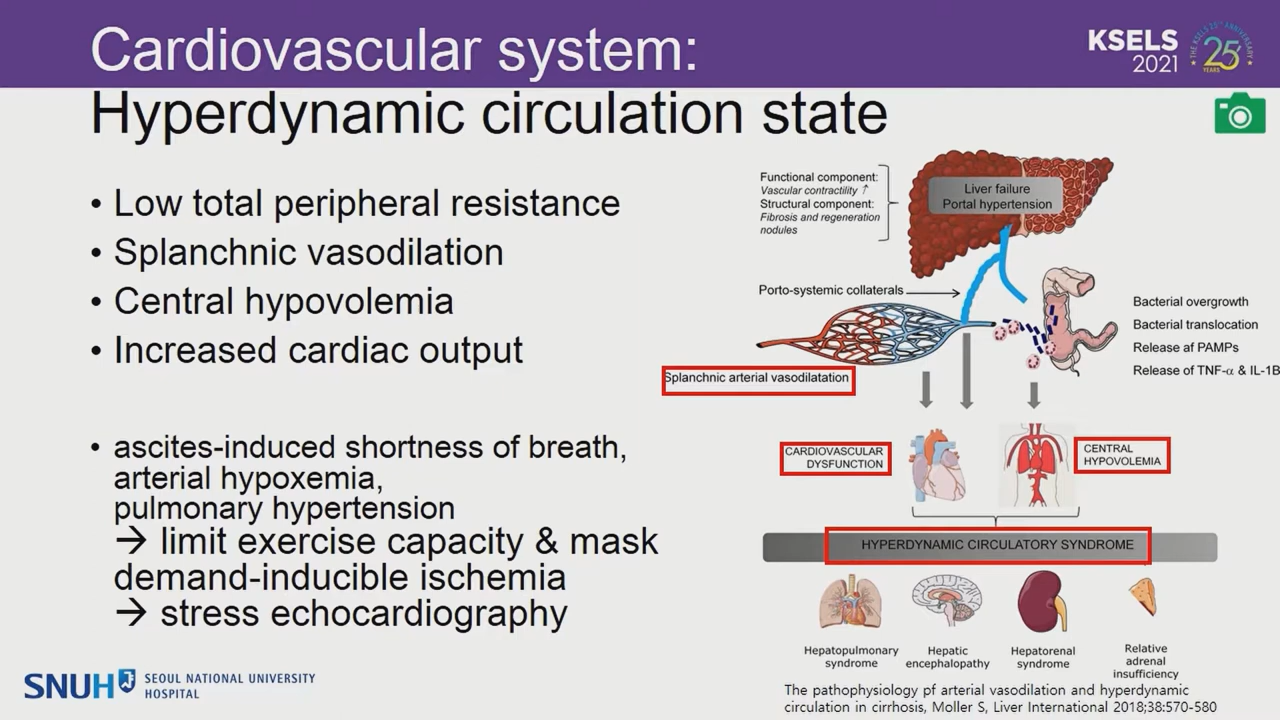 Cardiovascular system:
KSELS
2021
THE KSELS 25TH ANNIVERSARY
25
YEARS
Hyperdynamic circulation state
• Low total peripheral resistance
• Splanchnic vasodilation
• Central hypovolemia
• Increased cardiac output
• ascites-induced shortness of breath,
arterial hypoxemia,
pulmonary hypertension
→ limit exercise capacity & mask
demand-inducible ischemia
→ stress echocardiography
Functional component:
Vascular contractility ↑
Structural component:
Fibrosis and regeneration
nodules
Liver failure
Portal hypertension
Porto-systemic collaterals
Bacterial overgrowth
Bacterial translocation
Release af PAMPs
Release of TNF-α & IL-1B
Splanchnic arterial vasodilatation
CARDIOVASCULAR
DYSFUNCTION
CENTRAL
HYPOVOLEMIA
HYPERDYNAMIC CIRCULATORY SYNDROME
Hepatopulmonary
syndrome
Hepatic
encephalopathy
Hepatorenal
syndrome
Relative
adrenal
insufficiency
The pathophysiology pf arterial vasodilation and hyperdynamic
circulation in cirrhosis, Moller S, Liver International 2018;38:570-580
SNUH
SEOUL NATIONAL UNIVERSITY
HOSPITAL